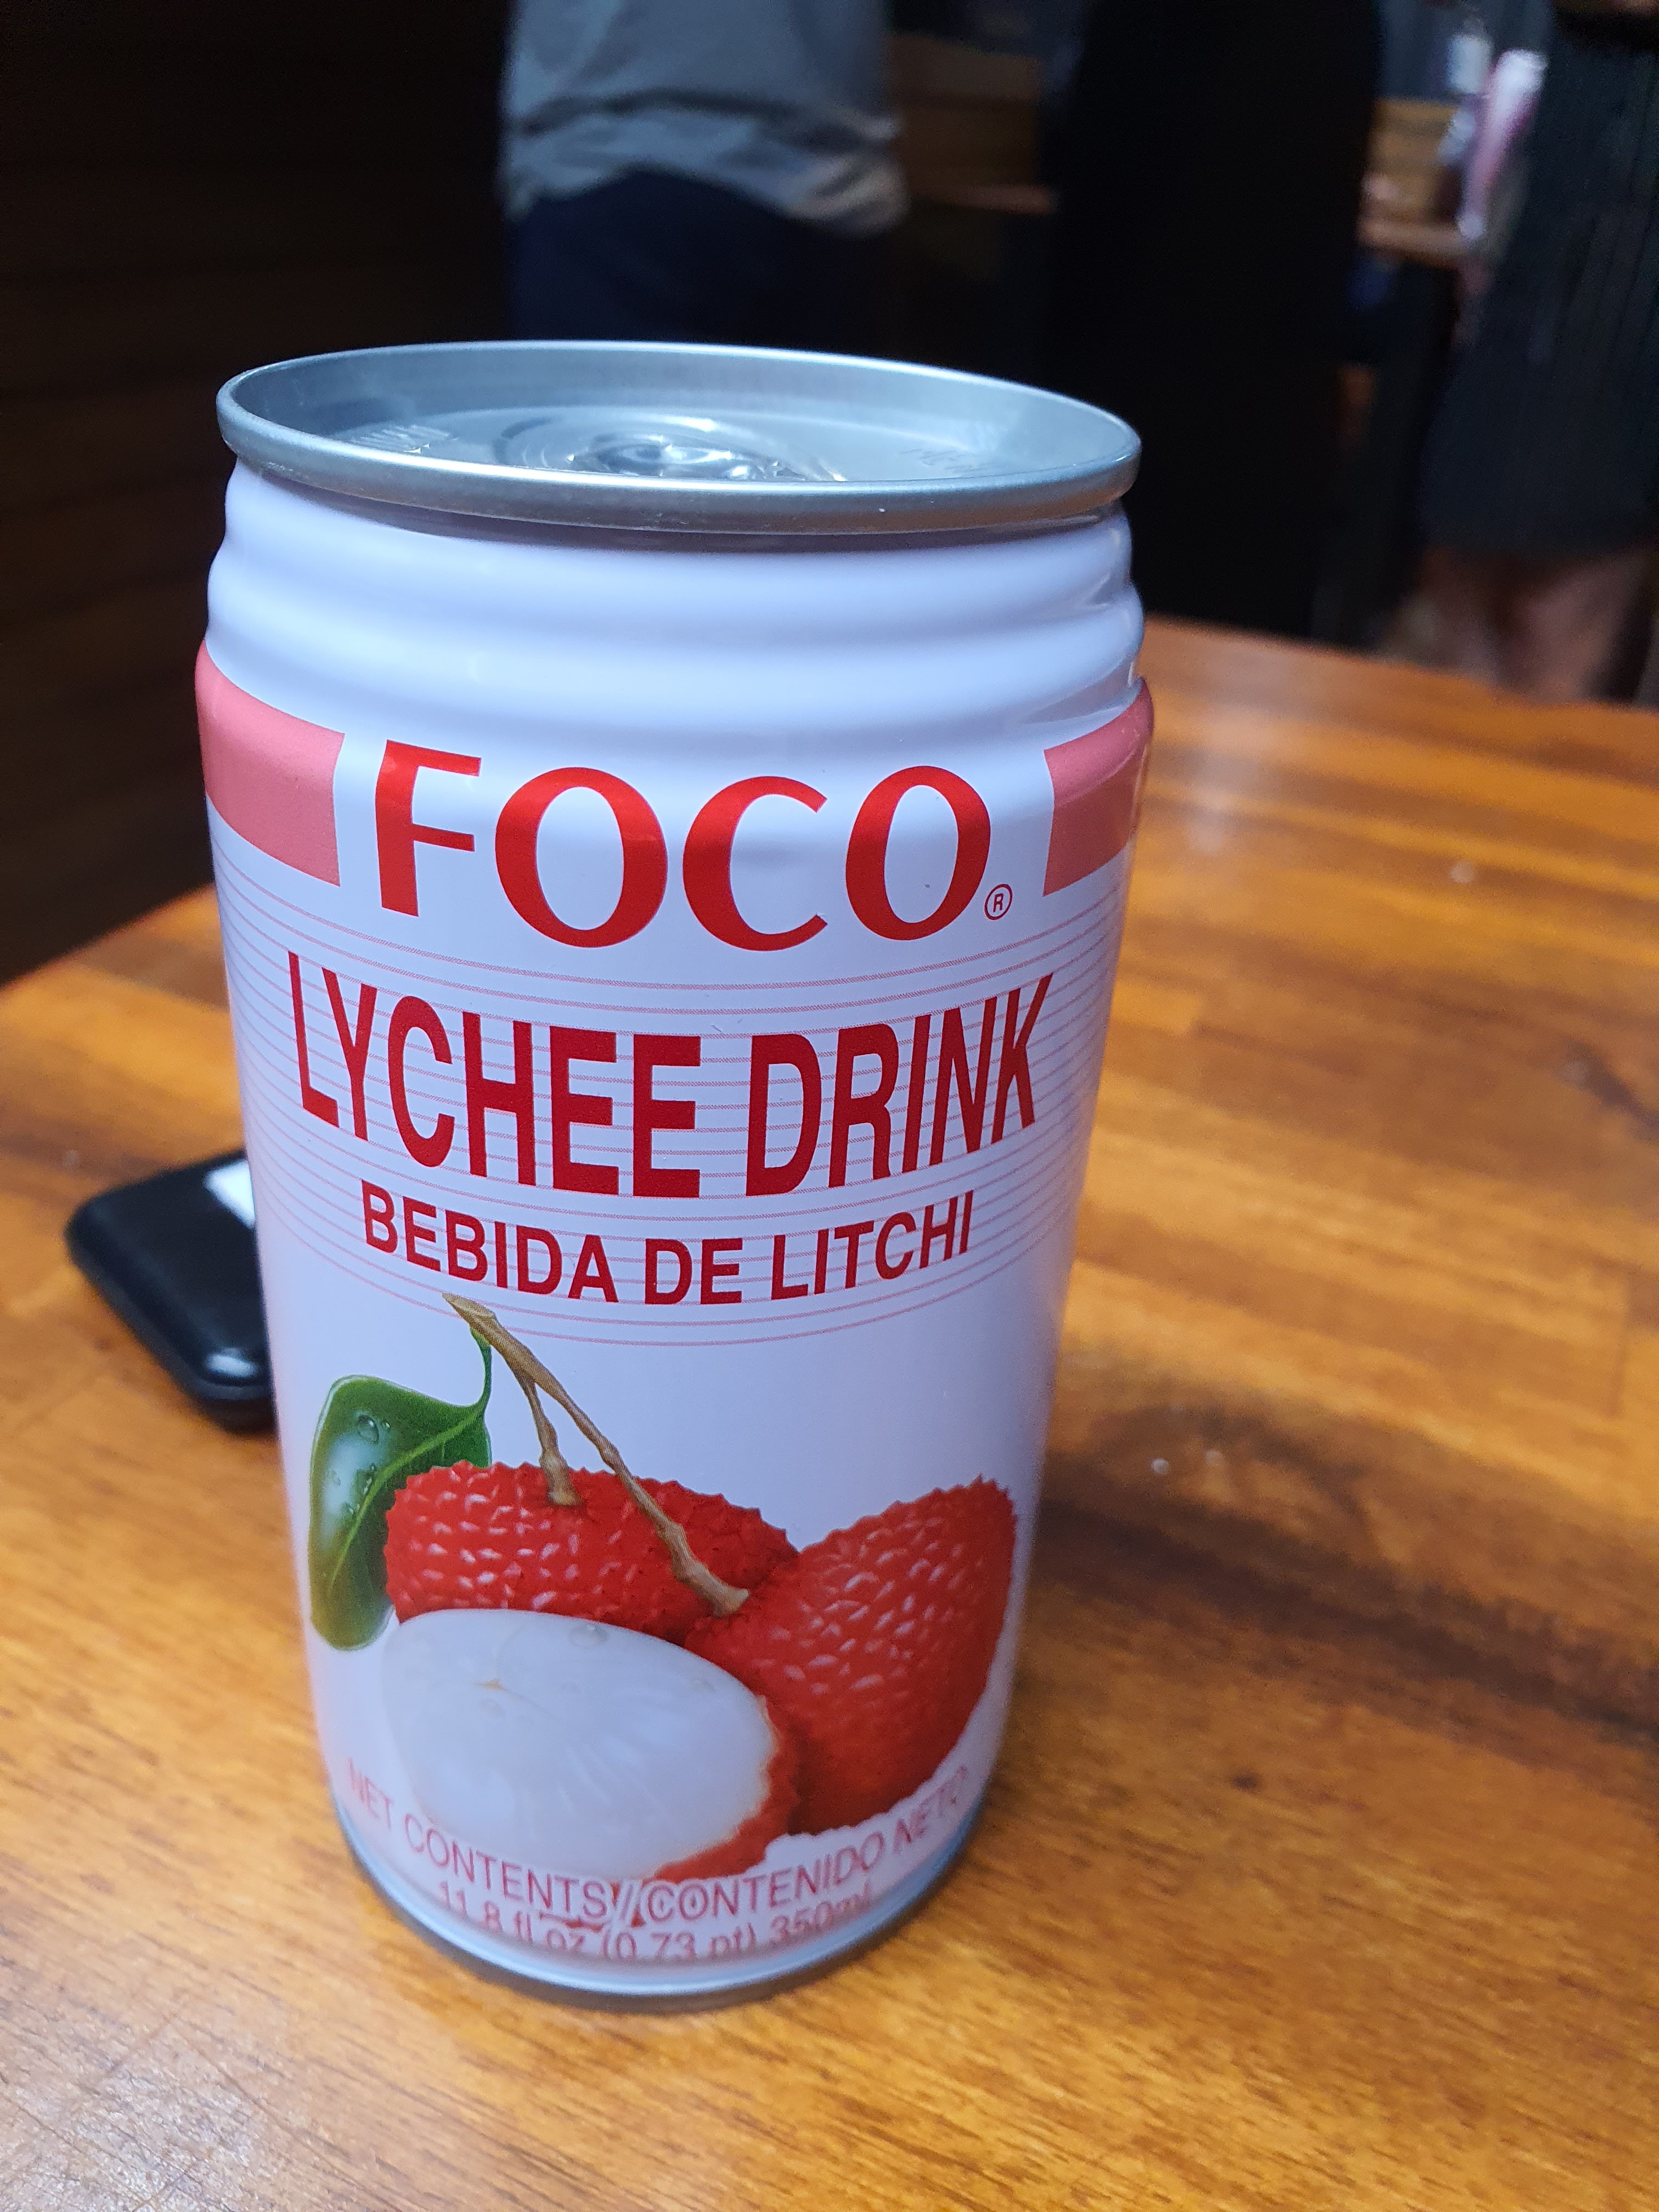 FOCO®
LYCHEE DRINK
BEBIDA DE LITCHI
NET CONTENTS / CONTENIDO NETO
11.8 fl oz (0.73 pt) 350mL